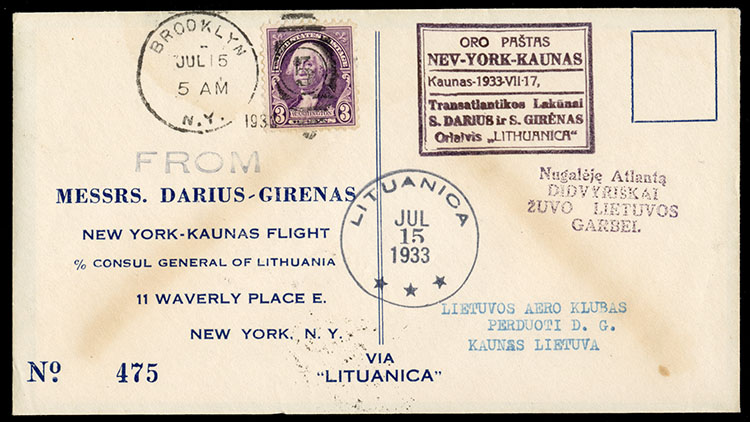 BROOKLYN
JUL 15
5 AM
N.Y.
193
UNITED STATES POSTAGE
3 WASHINGTON 3
ORO PAŠTAS
NEV-YORK-KAUNAS
Kaunas-1933-VII-17,
Transatlantikos Lakūnai
S. DARIUS ir S. GIRĖNAS
Orlaivis „LITHUANICA"
FROM
MESSRS. DARIUS-GIRENAS
NEW YORK-KAUNAS FLIGHT
% CONSUL GENERAL OF LITHUANIA
11 WAVERLY PLACE E.
NEW YORK, N. Y.
Nº 475
LITUANICA
JUL
15
1933
VIA
"LITUANICA"
Nugalėję Atlantą
DIDVYRIŠKAI
ŽUVO LIETUVOS
GARBEI.
LIETUVOS AERO KLUBAS
PERDUOTI D. G.
KAUNAS LIETUVA